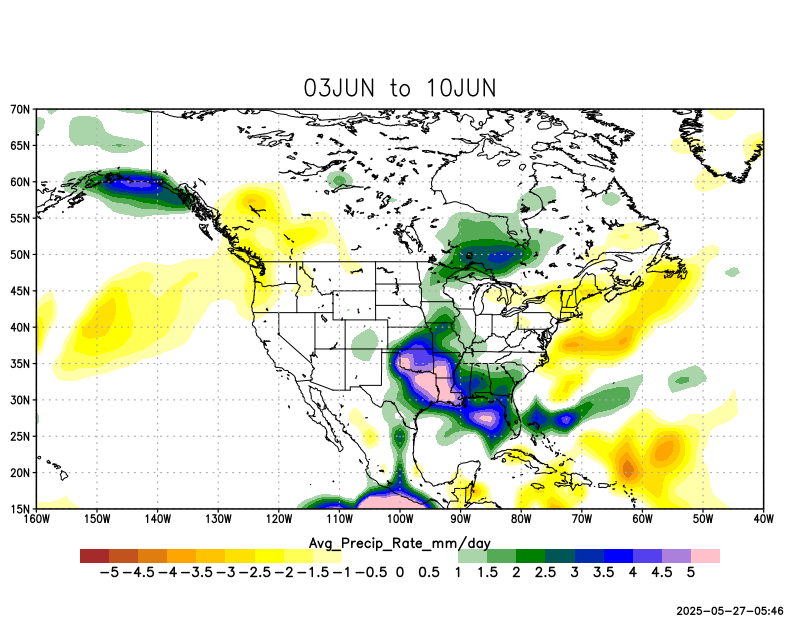 03JUN to 10JUN
70N
65N
60N
55N
50N
45N
40N
35N
30N
25N
20N
15N
160W 150W 140W 130W 120W 110W 100W 90W 80W 70W 60W 50W 40W
Avg_Precip_Rate_mm/day
-5 -4.5 -4 -3.5 -3 -2.5 -2 -1.5 -1 -0.5 0 0.5 1 1.5 2 2.5 3 3.5 4 4.5 5
2025-05-27-05:46